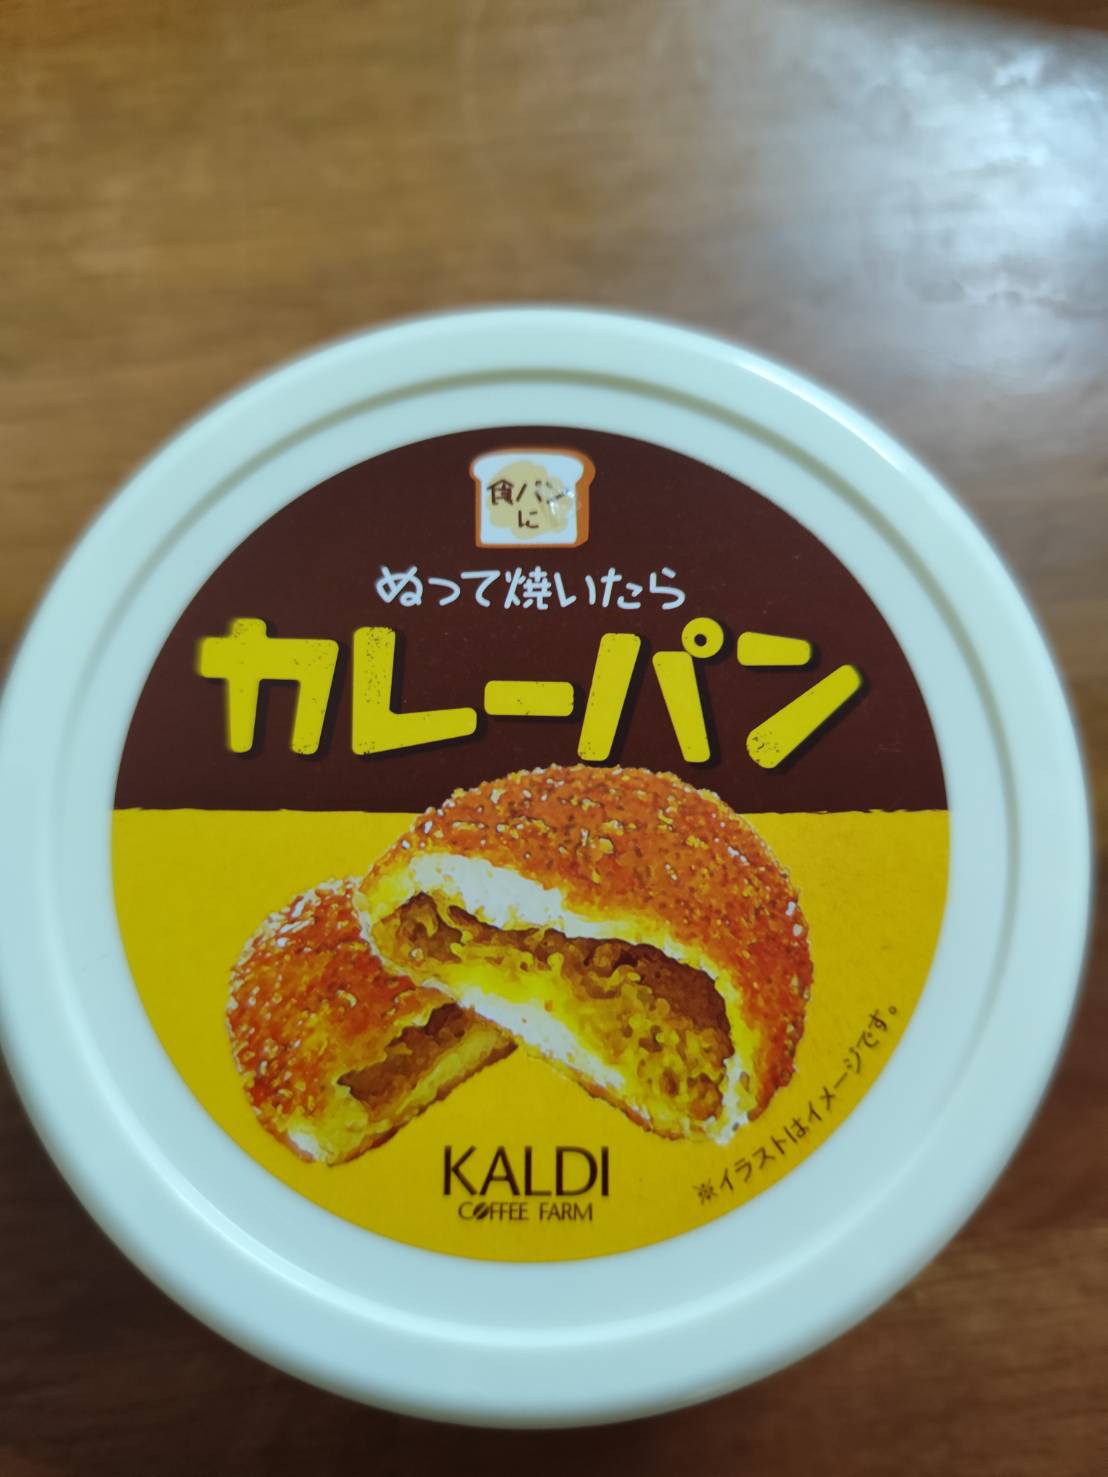 食パン
に
ぬって焼いたら
カレーパン
KALDI
COFFEE FARM
※イラストはイメージです。